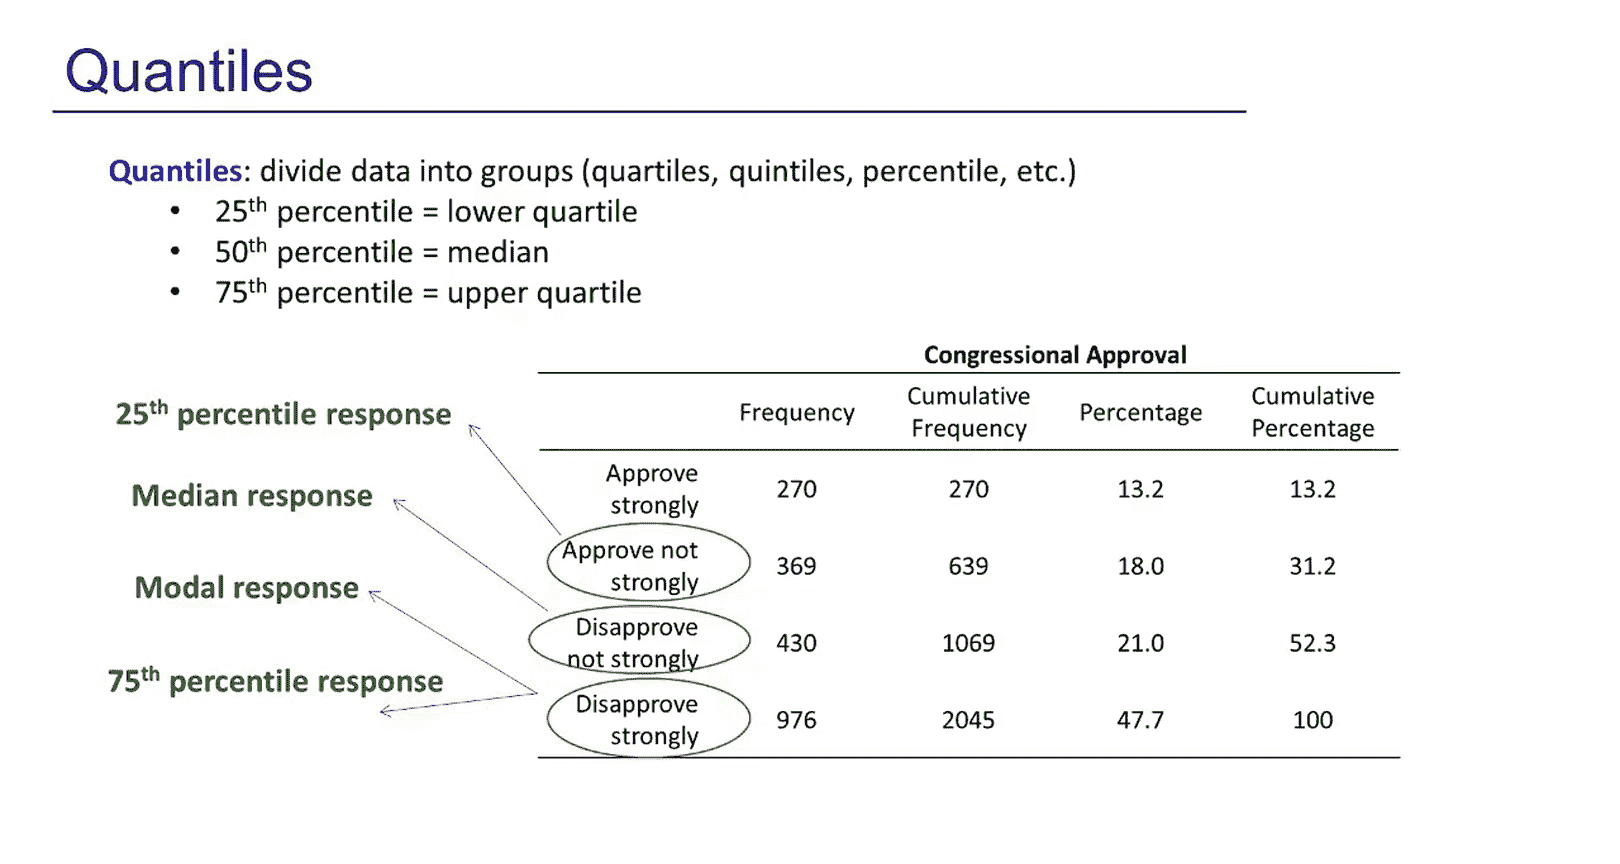 Quantiles
Quantiles: divide data into groups (quartiles, quintiles, percentile, etc.)
• 25th percentile = lower quartile
• 50th percentile = median
• 75th percentile = upper quartile
Congressional Approval
Frequency Cumulative Frequency Percentage Cumulative Percentage
Approve strongly 270 270 13.2 13.2
Approve not strongly 369 639 18.0 31.2
Disapprove not strongly 430 1069 21.0 52.3
Disapprove strongly 976 2045 47.7 100
25th percentile response
Median response
Modal response
75th percentile response